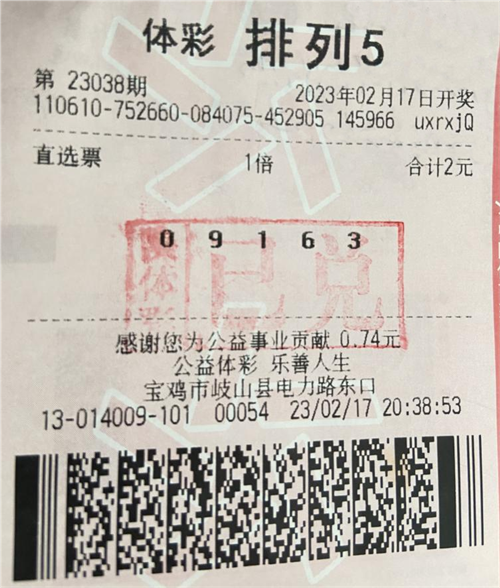 体彩 排列5
第 23038期 2023年02月17日开奖
110610-752660-084075-452905 145966 uxrxjQ
直选票 1倍 合计2元
0 9 1 6 3
已兑
感谢您为公益事业贡献 0.74元
公益体彩 乐善人生
宝鸡市岐山县电力路东口
13-014009-101 00054 23/02/17 20:38:53